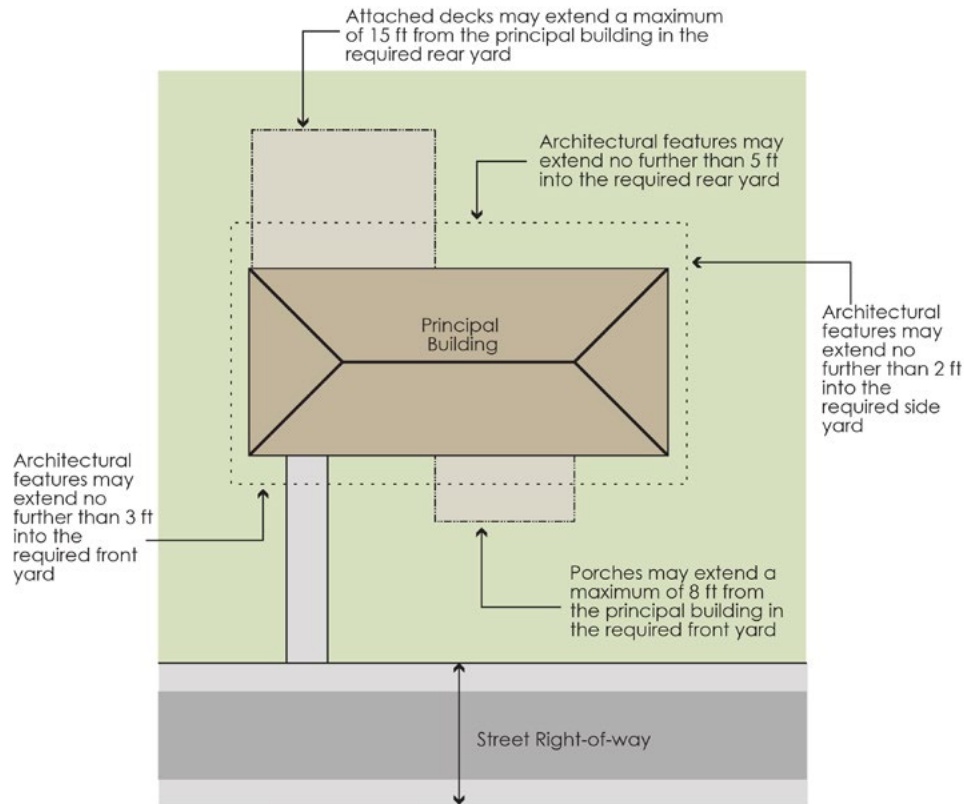 Attached decks may extend a maximum
of 15 ft from the principal building in the
required rear yard
Architectural features may
extend no further than 5 ft
into the required rear yard
Principal
Building
Architectural
features may
extend no
further than 2 ft
into the
required side
yard
Architectural
features may
extend no
further than 3 ft
into the
required front
yard
Porches may extend a
maximum of 8 ft from
the principal building in
the required front yard
Street Right-of-way